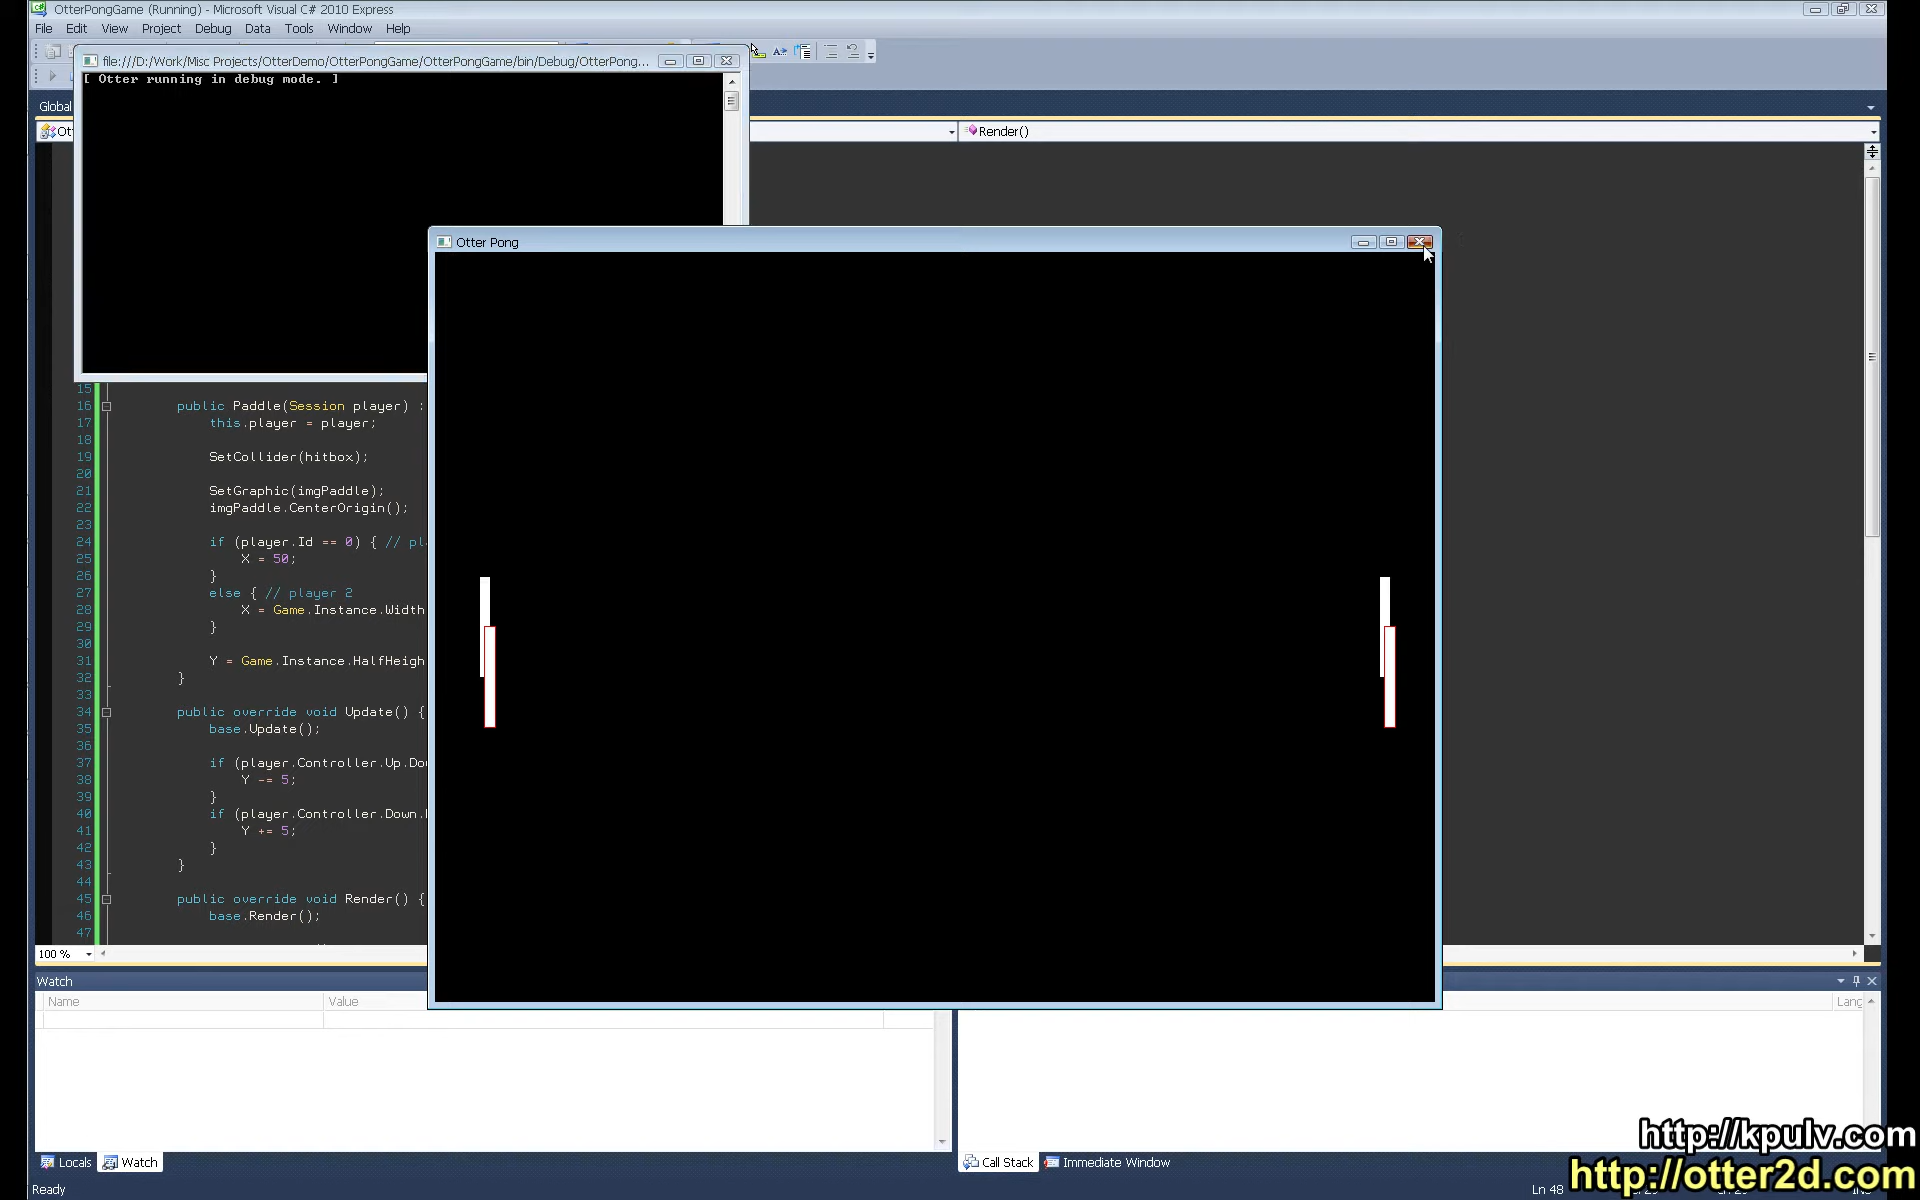 OtterPongGame (Running) - Microsoft Visual C# 2010 Express
File Edit View Project Debug Data Tools Window Help
file:///D:/Work/Misc Projects/OtterDemo/OtterPongGame/OtterPongGame/bin/Debug/OtterPong...
[ Otter running in debug mode. ]
Global
Ott
Render()
Otter Pong
15
16 public Paddle(Session player) :
17 this.player = player;
18
19 SetCollider(hitbox);
20
21 SetGraphic(imgPaddle);
22 imgPaddle.CenterOrigin();
23
24 if (player.Id == 0) { // pl
25 X = 50;
26 }
27 else { // player 2
28 X = Game.Instance.Width
29 }
30
31 Y = Game.Instance.HalfHeigh
32 }
33
34 public override void Update() {
35 base.Update();
36
37 if (player.Controller.Up.Do
38 Y -= 5;
39 }
40 if (player.Controller.Down.
41 Y += 5;
42 }
43 }
44
45 public override void Render() {
46 base.Render();
47
100 %
Watch
Name Value Lang
Locals Watch Call Stack Immediate Window
Ready Ln 48
http://kpulv.com
http://otter2d.com